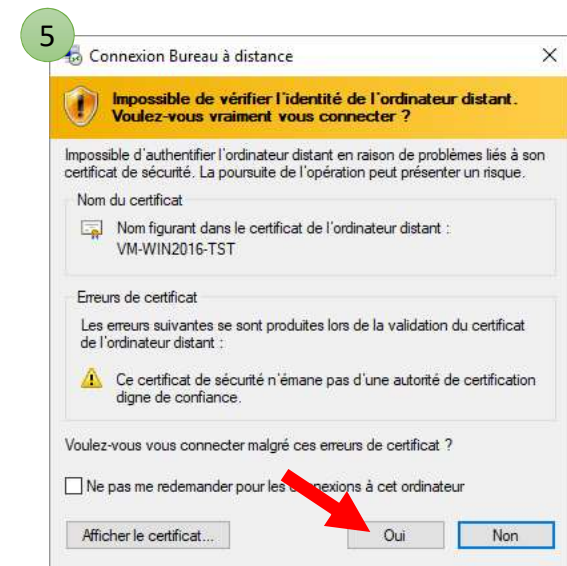 5
Connexion Bureau à distance
Impossible de vérifier l'identité de l'ordinateur distant.
Voulez-vous vraiment vous connecter ?
Impossible d'authentifier l'ordinateur distant en raison de problèmes liés à son
certificat de sécurité. La poursuite de l'opération peut présenter un risque.
Nom du certificat
Nom figurant dans le certificat de l'ordinateur distant :
VM-WIN2016-TST
Erreurs de certificat
Les erreurs suivantes se sont produites lors de la validation du certificat
de l'ordinateur distant :
Ce certificat de sécurité n'émane pas d'une autorité de certification
digne de confiance.
Voulez-vous vous connecter malgré ces erreurs de certificat ?
Ne pas me redemander pour les connexions à cet ordinateur
Afficher le certificat...
Oui
Non